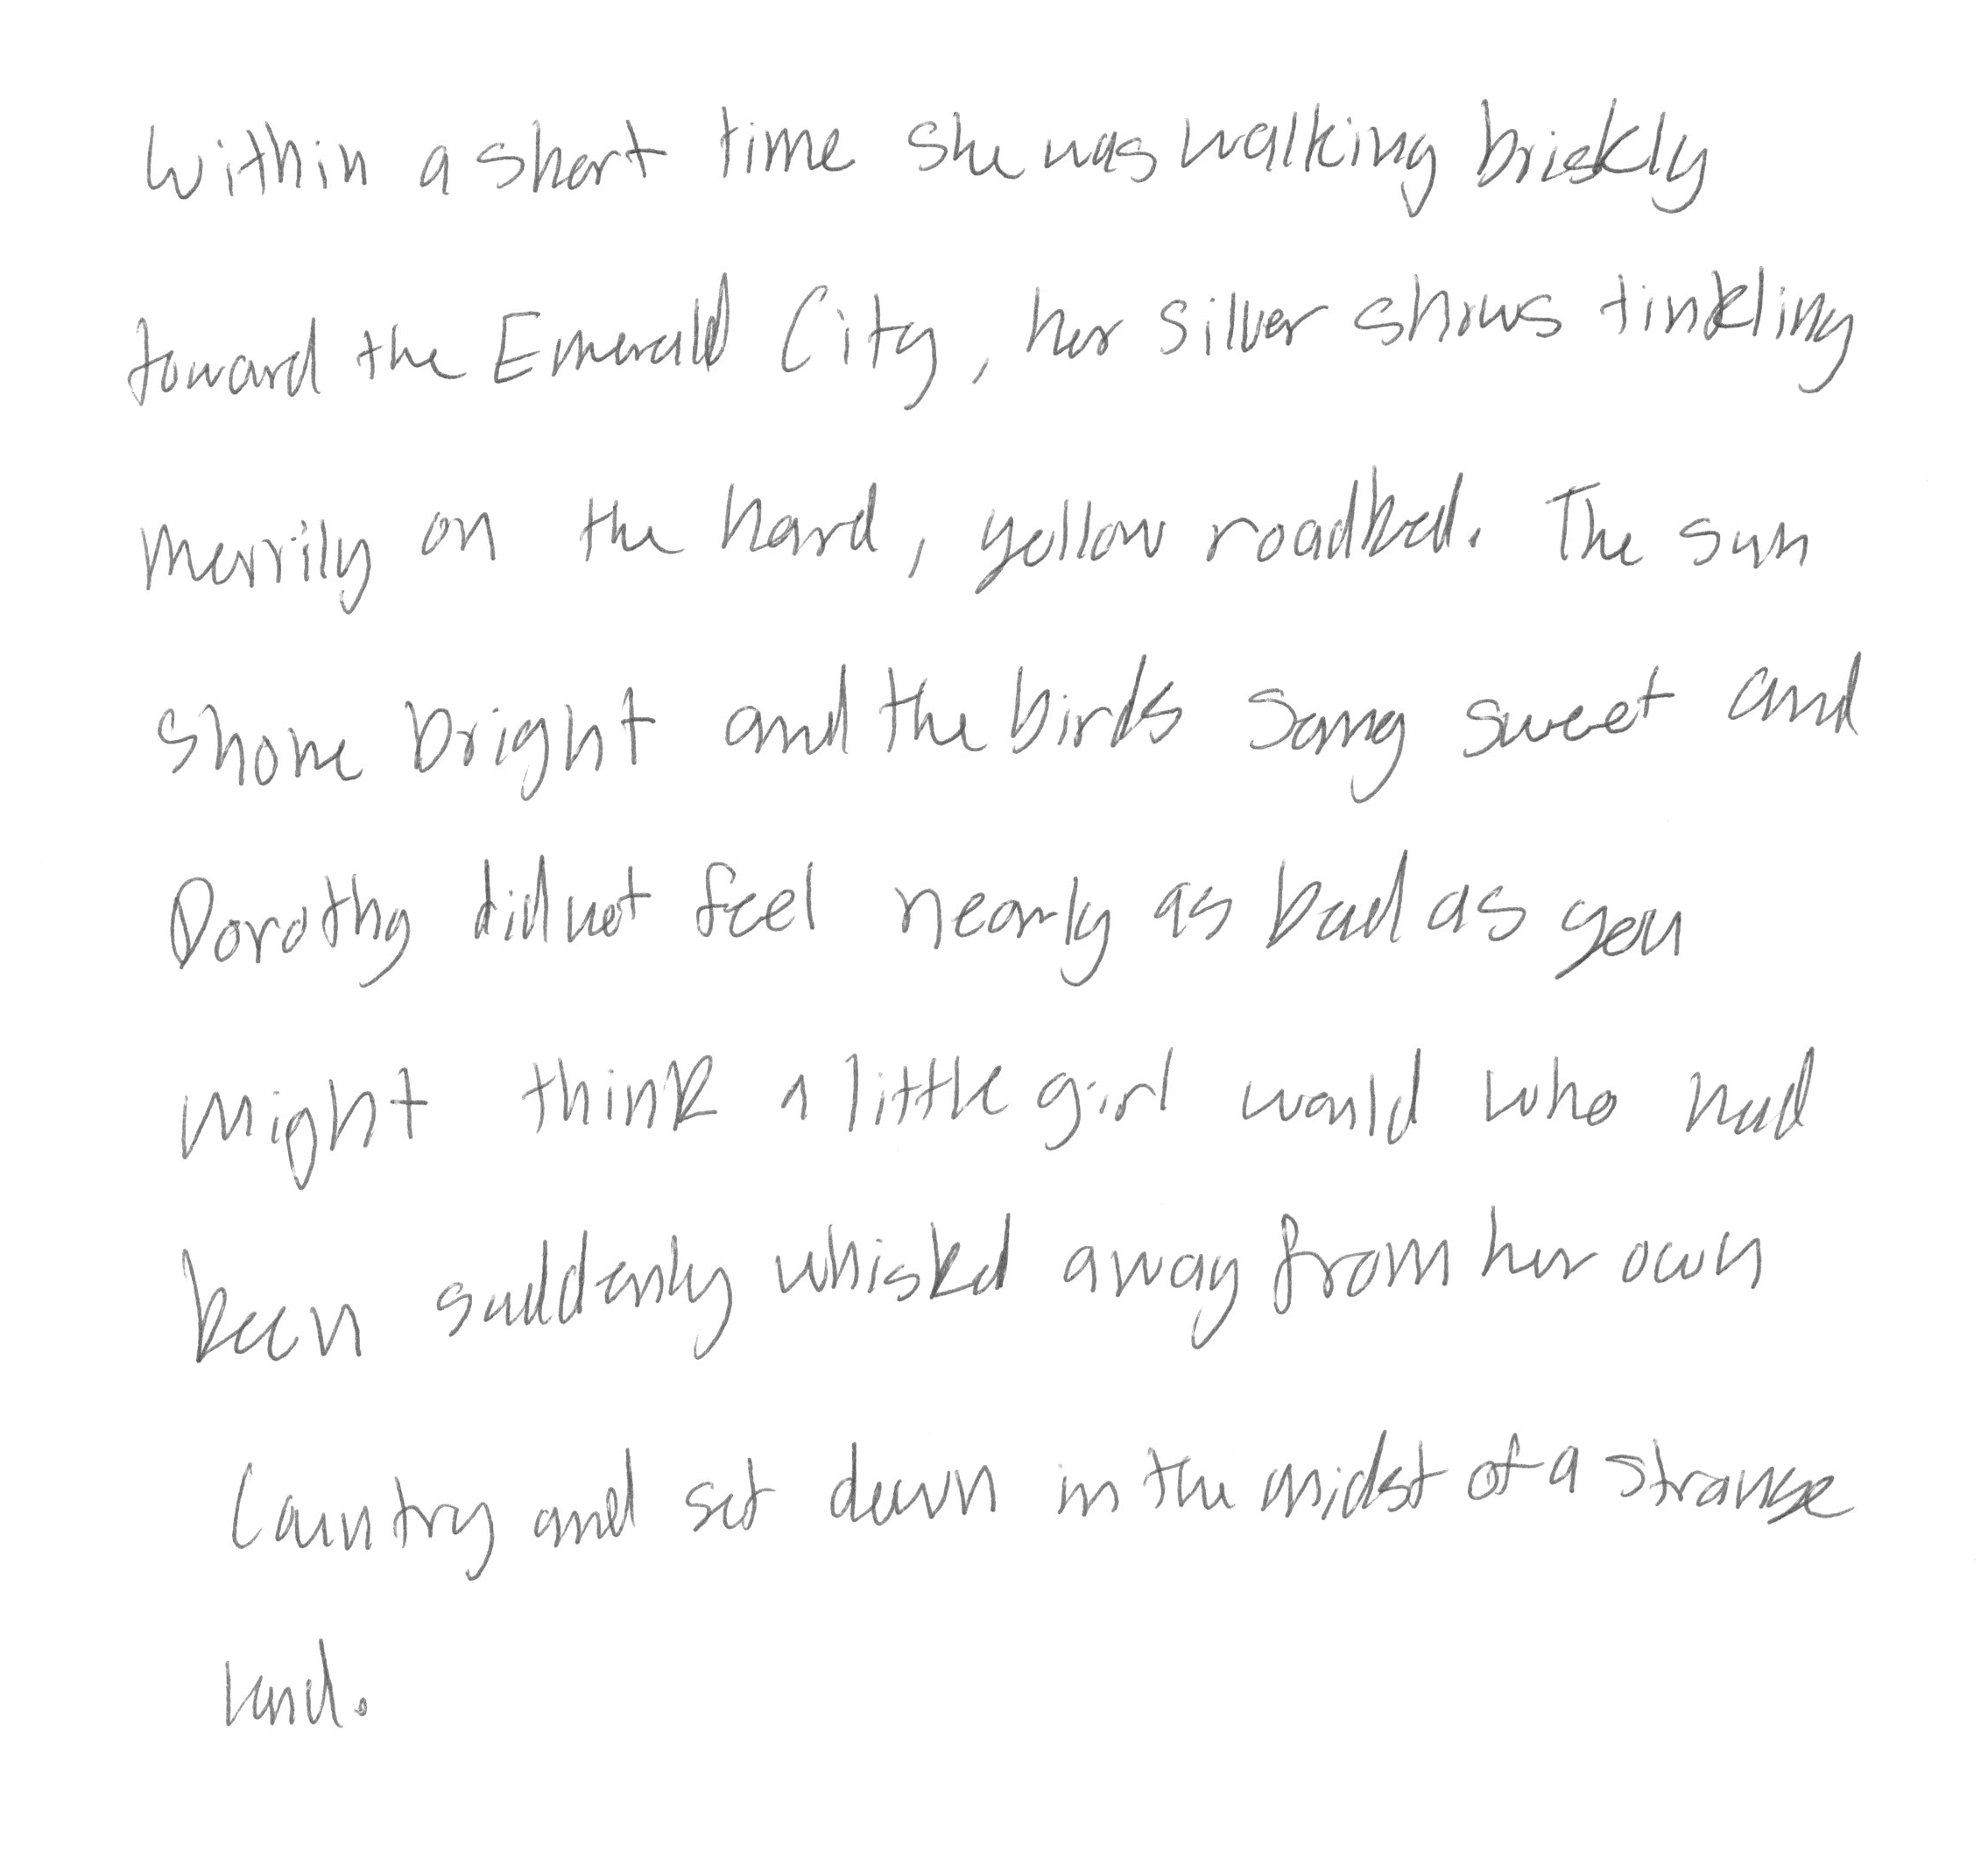 Within a short time she was walking briskly
toward the Emerald City, her silver shoes tinkling
merrily on the hard, yellow roadbed. The sun
shone bright and the birds sang sweet and
Dorothy did not feel nearly as bad as you
might think a little girl would who had
been suddenly whisked away from her own
Country and set down in the midst of a strange
land.